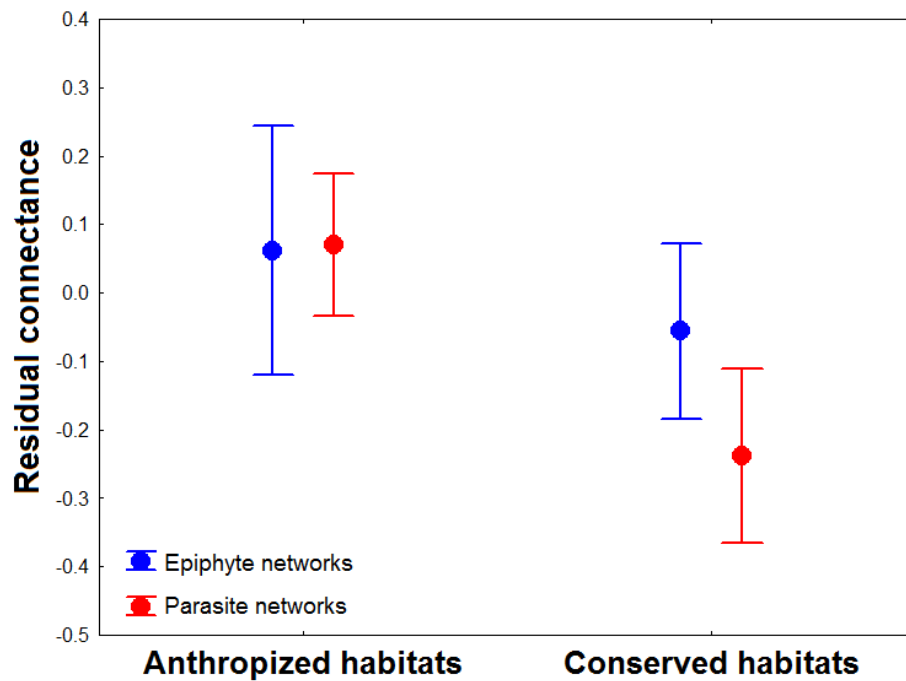 Residual connectance
0.4
0.3
0.2
0.1
0.0
-0.1
-0.2
-0.3
-0.4
-0.5
Epiphyte networks
Parasite networks
Anthropized habitats
Conserved habitats